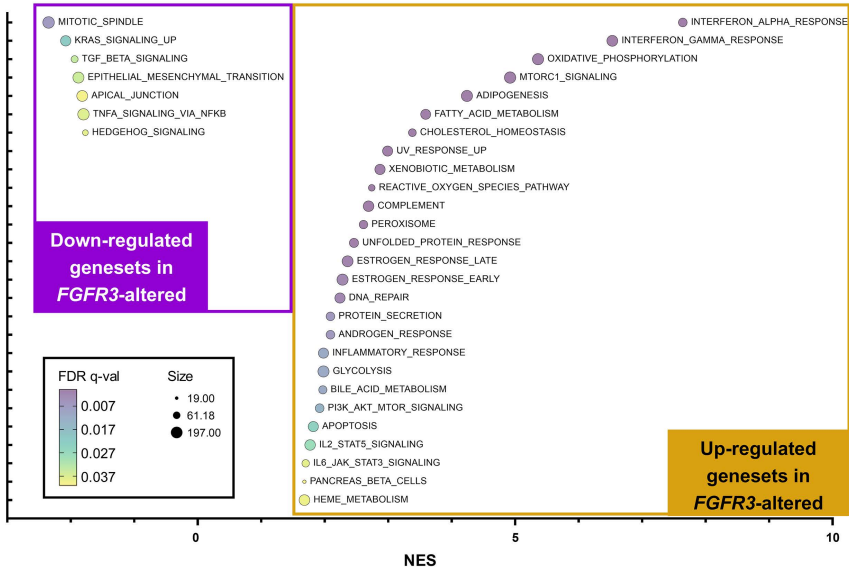 MITOTIC_SPINDLE
KRAS_SIGNALING_UP
TGF_BETA_SIGNALING
EPITHELIAL_MESENCHYMAL_TRANSITION
APICAL_JUNCTION
TNFA_SIGNALING_VIA_NFKB
HEDGEHOG_SIGNALING
Down-regulated
genesets in
FGFR3-altered
INTERFERON_ALPHA_RESPONSE
INTERFERON_GAMMA_RESPONSE
OXIDATIVE_PHOSPHORYLATION
MTORC1_SIGNALING
ADIPOGENESIS
FATTY_ACID_METABOLISM
CHOLESTEROL_HOMEOSTASIS
UV_RESPONSE_UP
XENOBIOTIC_METABOLISM
REACTIVE_OXYGEN_SPECIES_PATHWAY
COMPLEMENT
PEROXISOME
UNFOLDED_PROTEIN_RESPONSE
ESTROGEN_RESPONSE_LATE
ESTROGEN_RESPONSE_EARLY
DNA_REPAIR
PROTEIN_SECRETION
ANDROGEN_RESPONSE
INFLAMMATORY_RESPONSE
GLYCOLYSIS
BILE_ACID_METABOLISM
PI3K_AKT_MTOR_SIGNALING
APOPTOSIS
IL2_STAT5_SIGNALING
IL6_JAK_STAT3_SIGNALING
PANCREAS_BETA_CELLS
HEME_METABOLISM
Up-regulated
genesets in
FGFR3-altered
FDR q-val
0.007
0.017
0.027
0.037
Size
19.00
61.18
197.00
0 5 10
NES